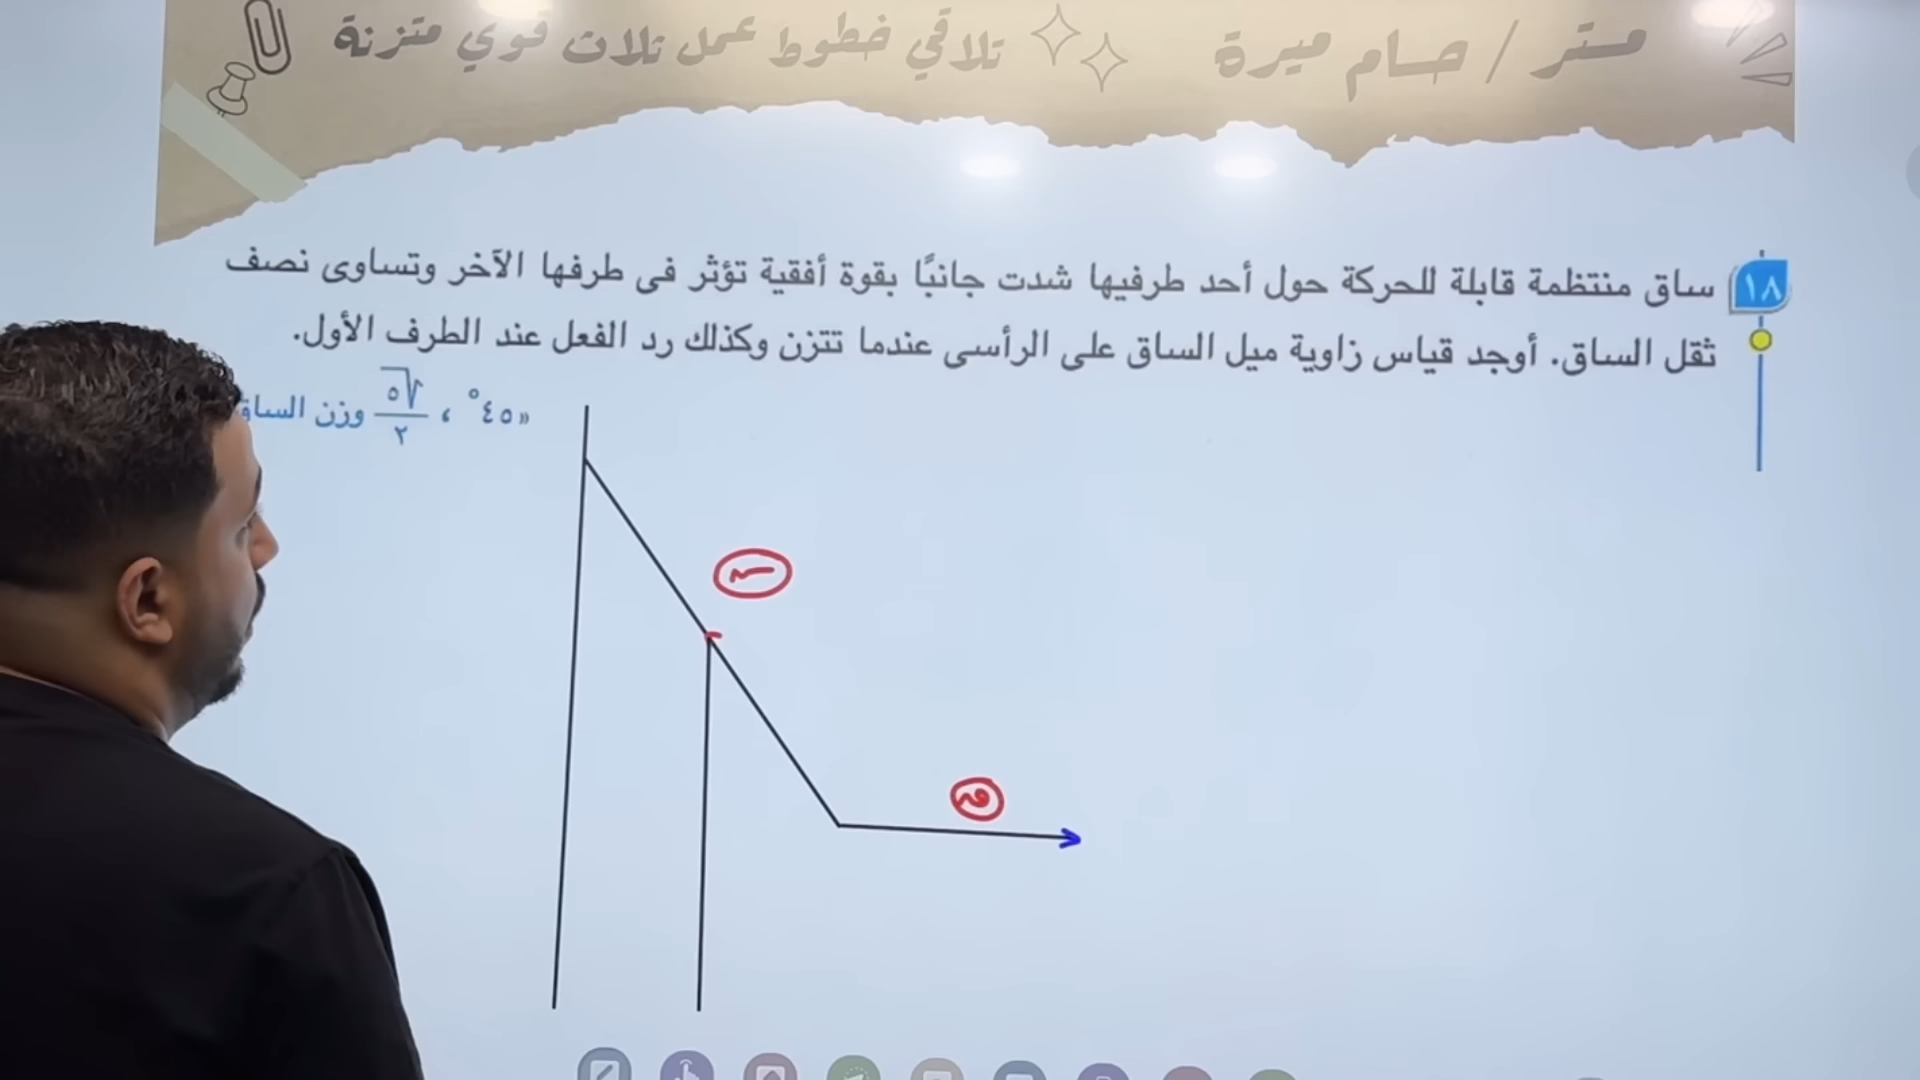 مستر / حسام ميرة تلاقي خطوط عمل تلات قوي متزنة
١٨ ساق منتظمة قابلة للحركة حول أحد طرفيها شدت جانبًا بقوة أفقية تؤثر فى طرفها الآخر وتساوى نصف
ثقل الساق. أوجد قياس زاوية ميل الساق على الرأسى عندما تتزن وكذلك رد الفعل عند الطرف الأول.
«٤٥° ، √٥/٢ وزن الساق